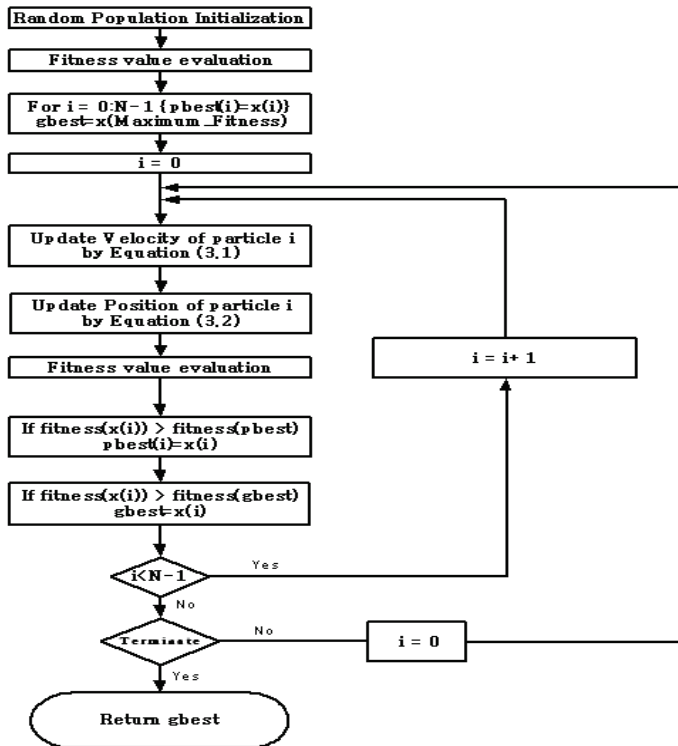 Random Population Initialization
Fitness value evaluation
For i = 0:N-1 {pbest(i)=x(i)}
gbest=x(Maximum_Fitness)
i = 0
Update Velocity of particle i
by Equation (3.1)
Update Position of particle i
by Equation (3.2)
i = i+ 1
Fitness value evaluation
If fitness(x(i)) > fitness(pbest)
pbest(i)=x(i)
If fitness(x(i)) > fitness(gbest)
gbest=x(i)
i<N-1
Yes
No
Terminate
No
i = 0
Yes
Return gbest